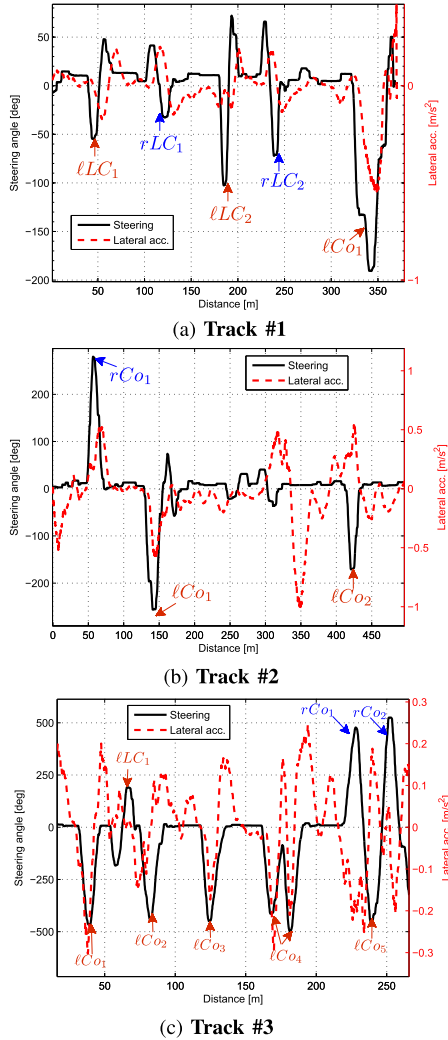 50
0
−50
−100
−150
−200
Steering angle [deg]
0
−1
Lateral acc. [m/s²]
ℓLC₁
rLC₁
ℓLC₂
rLC₂
ℓCo₁
Steering
Lateral acc.
50 100 150 200 250 300 350
Distance [m]
(a) Track #1
200
100
0
−100
−200
Steering angle [deg]
1
0.5
0
−0.5
−1
Lateral acc. [m/s²]
rCo₁
Steering
Lateral acc.
ℓCo₁
ℓCo₂
0 50 100 150 200 250 300 350 400 450
Distance [m]
(b) Track #2
500
250
0
−250
−500
Steering angle [deg]
0.3
0.2
0.1
0
−0.1
−0.2
−0.3
Lateral acc. [m/s²]
Steering
Lateral acc.
rCo₁
rCo₂
ℓLC₁
ℓCo₁
ℓCo₂
ℓCo₃
ℓCo₄
ℓCo₅
50 100 150 200 250
Distance [m]
(c) Track #3